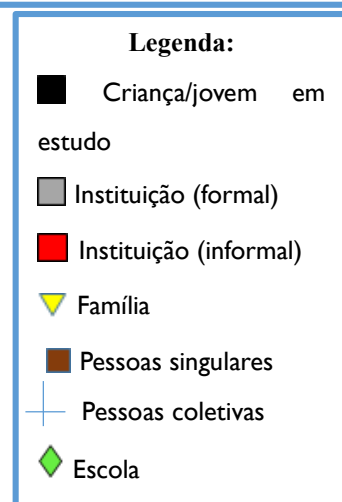 Legenda:
Criança/jovem em
estudo
Instituição (formal)
Instituição (informal)
Família
Pessoas singulares
Pessoas coletivas
Escola